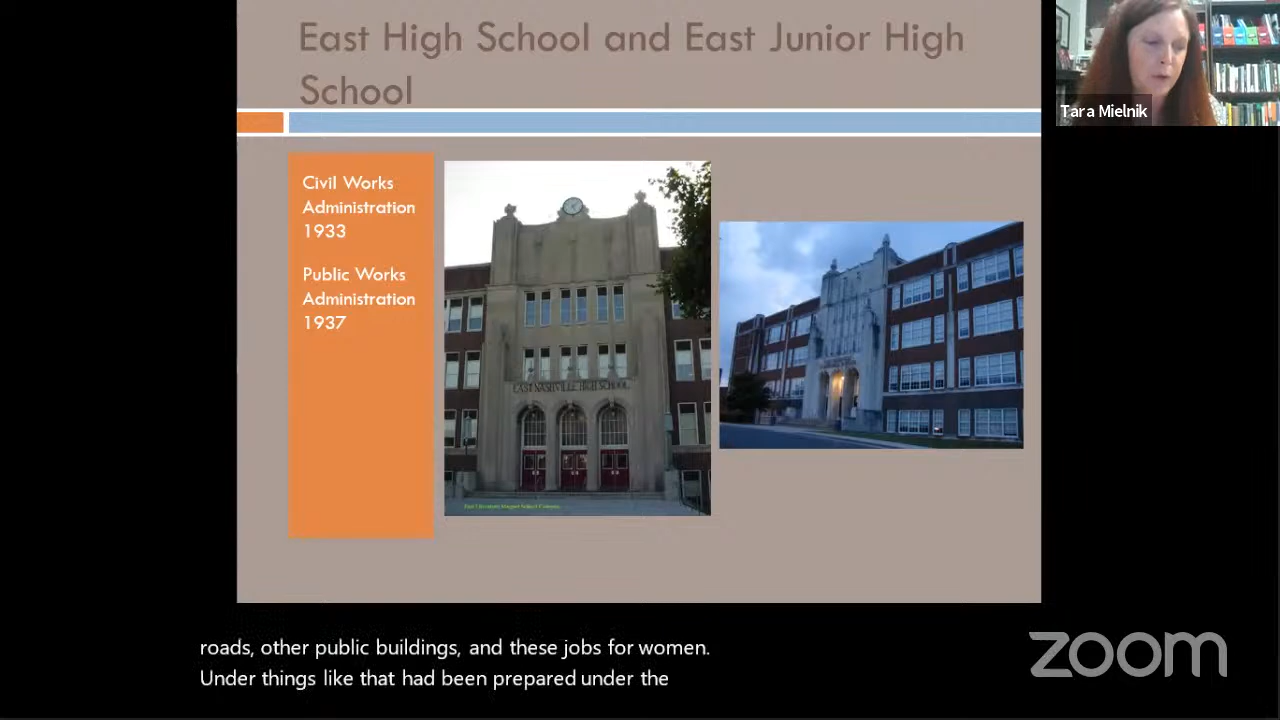 East High School and East Junior High
School
Tara Mielnik
Civil Works
Administration
1933
Public Works
Administration
1937
EAST NASHVILLE HIGH SCHOOL
roads, other public buildings, and these jobs for women.
Under things like that had been prepared under the
zoom